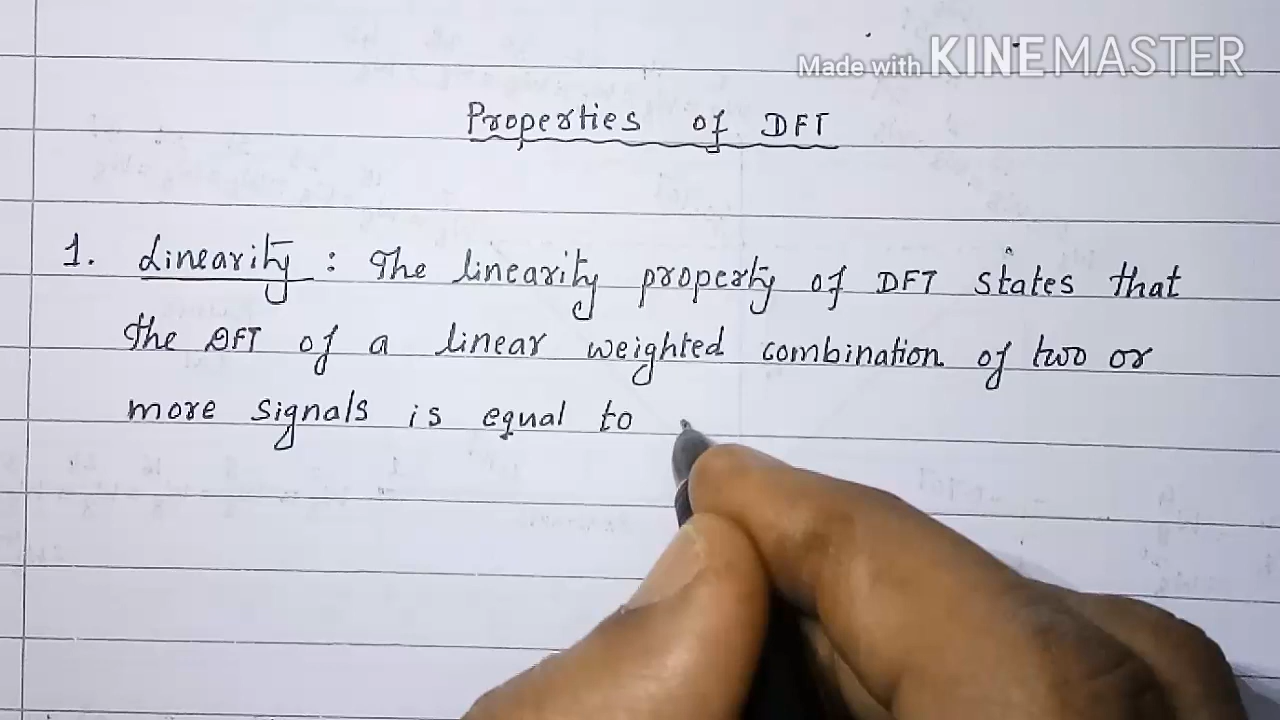 Made with KINEMASTER
Properties of DFT
1. Linearity : The linearity property of DFT states that
the DFT of a linear weighted combination of two or
more signals is equal to